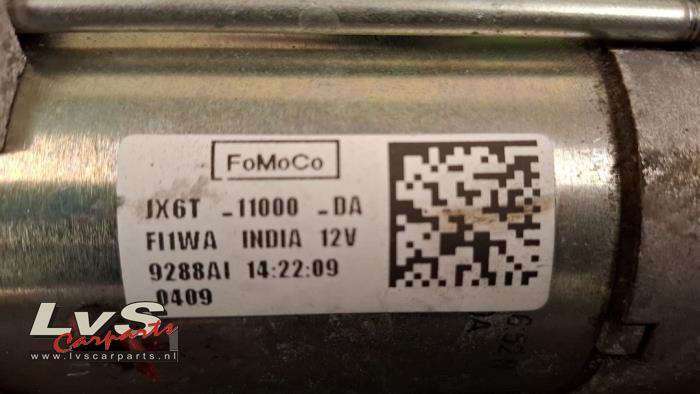 FoMoCo
JX6T -11000 -DA
FI1WA INDIA 12V
9288AI 14:22:09
0409
LvS
Carparts
www.lvscarparts.nl